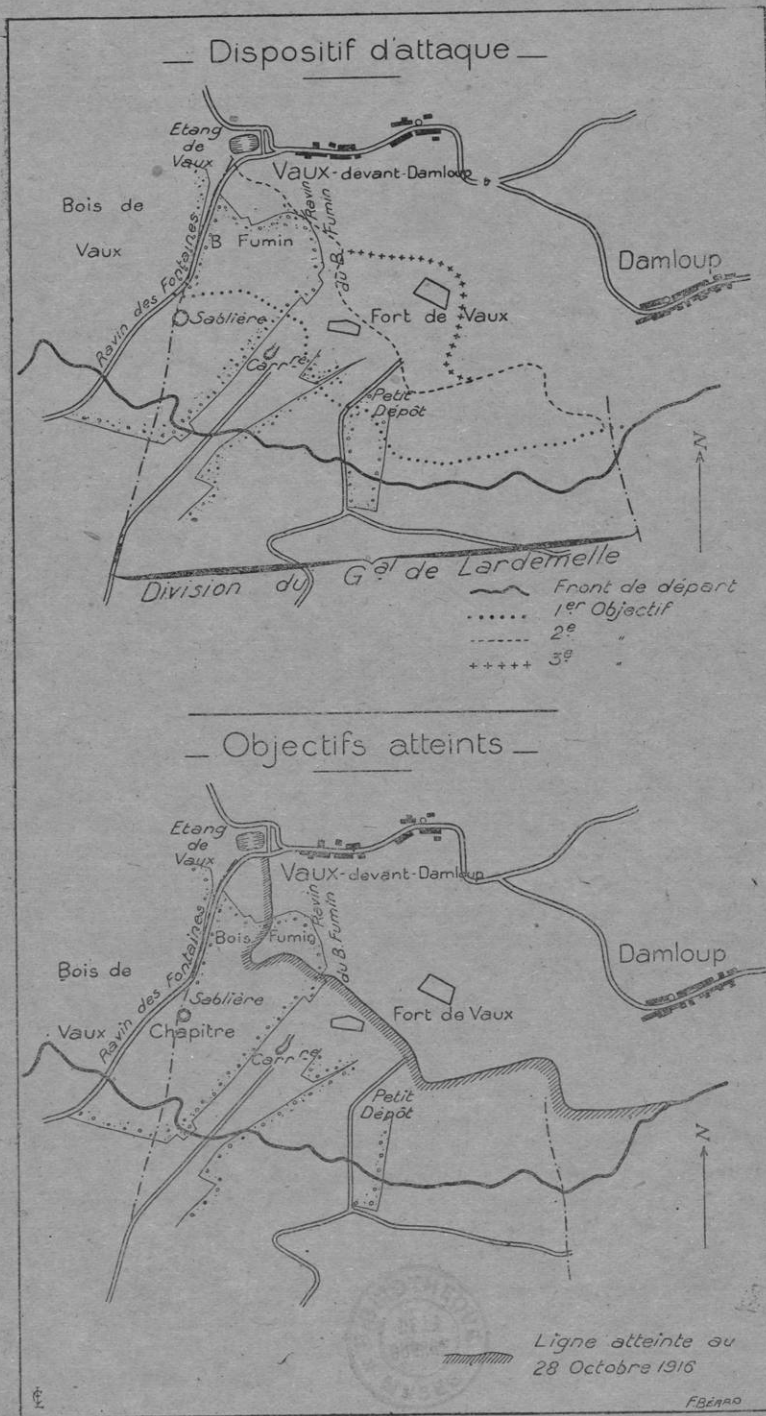 Dispositif d'attaque
Etang
de
Vaux
Vaux-devant-Damloup
Bois de
Vaux
Ravin des Fontaines
B Fumin
Ravin
du B. Fumin
Damloup
Fort de Vaux
Sablière
Carrre
Petit
Dépôt
N
Division du Gal de Lardemelle
Front de départ
1er Objectif
2e "
3e "
Objectifs atteints
Etang
de
Vaux
Vaux-devant-Damloup
Ravin des Fontaines
Bois Fumin
Ravin
du B. Fumin
Damloup
Bois de
Vaux Chapitre
Sablière
Fort de Vaux
Carrre
Petit
Dépôt
N
Ligne atteinte au
28 Octobre 1916
F. BÉRARD